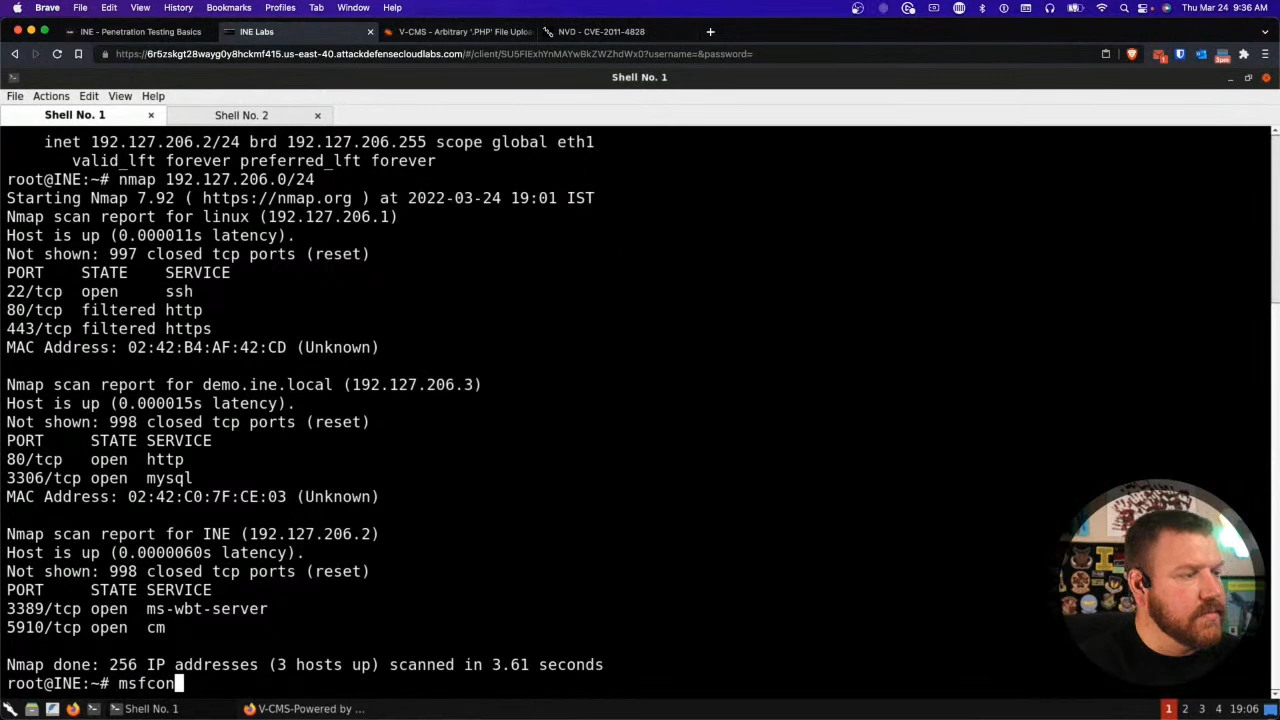 Brave File Edit View History Bookmarks Profiles Tab Window Help Thu Mar 24 9:36 AM
INE - Penetration Testing Basics INE Labs V-CMS - Arbitrary '.PHP' File Uploa NVD - CVE-2011-4828
https://6r5zskgt28wayg0y8hckmf415.us-east-40.attackdefensecloudlabs.com/#/client/SU5FIExhYnMAYwBkZWZhdWx0?username=&password=
Shell No. 1
File Actions Edit View Help
Shell No. 1 Shell No. 2
inet 192.127.206.2/24 brd 192.127.206.255 scope global eth1
valid_lft forever preferred_lft forever
root@INE:~# nmap 192.127.206.0/24
Starting Nmap 7.92 ( https://nmap.org ) at 2022-03-24 19:01 IST
Nmap scan report for linux (192.127.206.1)
Host is up (0.000011s latency).
Not shown: 997 closed tcp ports (reset)
PORT STATE SERVICE
22/tcp open ssh
80/tcp filtered http
443/tcp filtered https
MAC Address: 02:42:B4:AF:42:CD (Unknown)
Nmap scan report for demo.ine.local (192.127.206.3)
Host is up (0.000015s latency).
Not shown: 998 closed tcp ports (reset)
PORT STATE SERVICE
80/tcp open http
3306/tcp open mysql
MAC Address: 02:42:C0:7F:CE:03 (Unknown)
Nmap scan report for INE (192.127.206.2)
Host is up (0.0000060s latency).
Not shown: 998 closed tcp ports (reset)
PORT STATE SERVICE
3389/tcp open ms-wbt-server
5910/tcp open cm
Nmap done: 256 IP addresses (3 hosts up) scanned in 3.61 seconds
root@INE:~# msfcon
Shell No. 1 V-CMS-Powered by ... 1 2 3 4 19:06